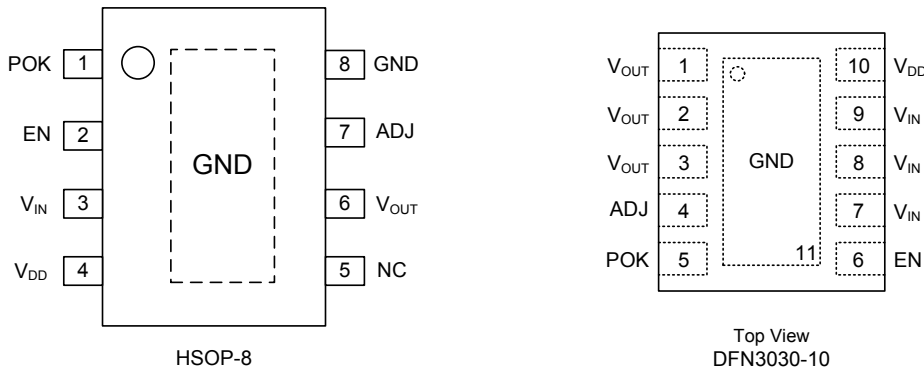 POK 1
EN 2
VIN 3
VDD 4
GND
8 GND
7 ADJ
6 VOUT
5 NC
HSOP-8
VOUT 1
VOUT 2
VOUT 3
ADJ 4
POK 5
GND
11
10 VDD
9 VIN
8 VIN
7 VIN
6 EN
Top View
DFN3030-10